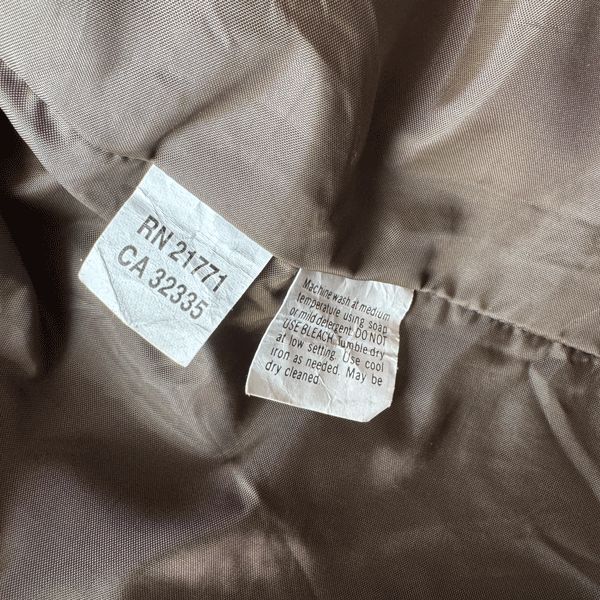 RN 21771
CA 32335
Machine wash at medium
temperature using soap
or mild detergent DO NOT
USE BLEACH. Tumble dry
at low setting. Use cool
iron as needed. May be
dry cleaned.